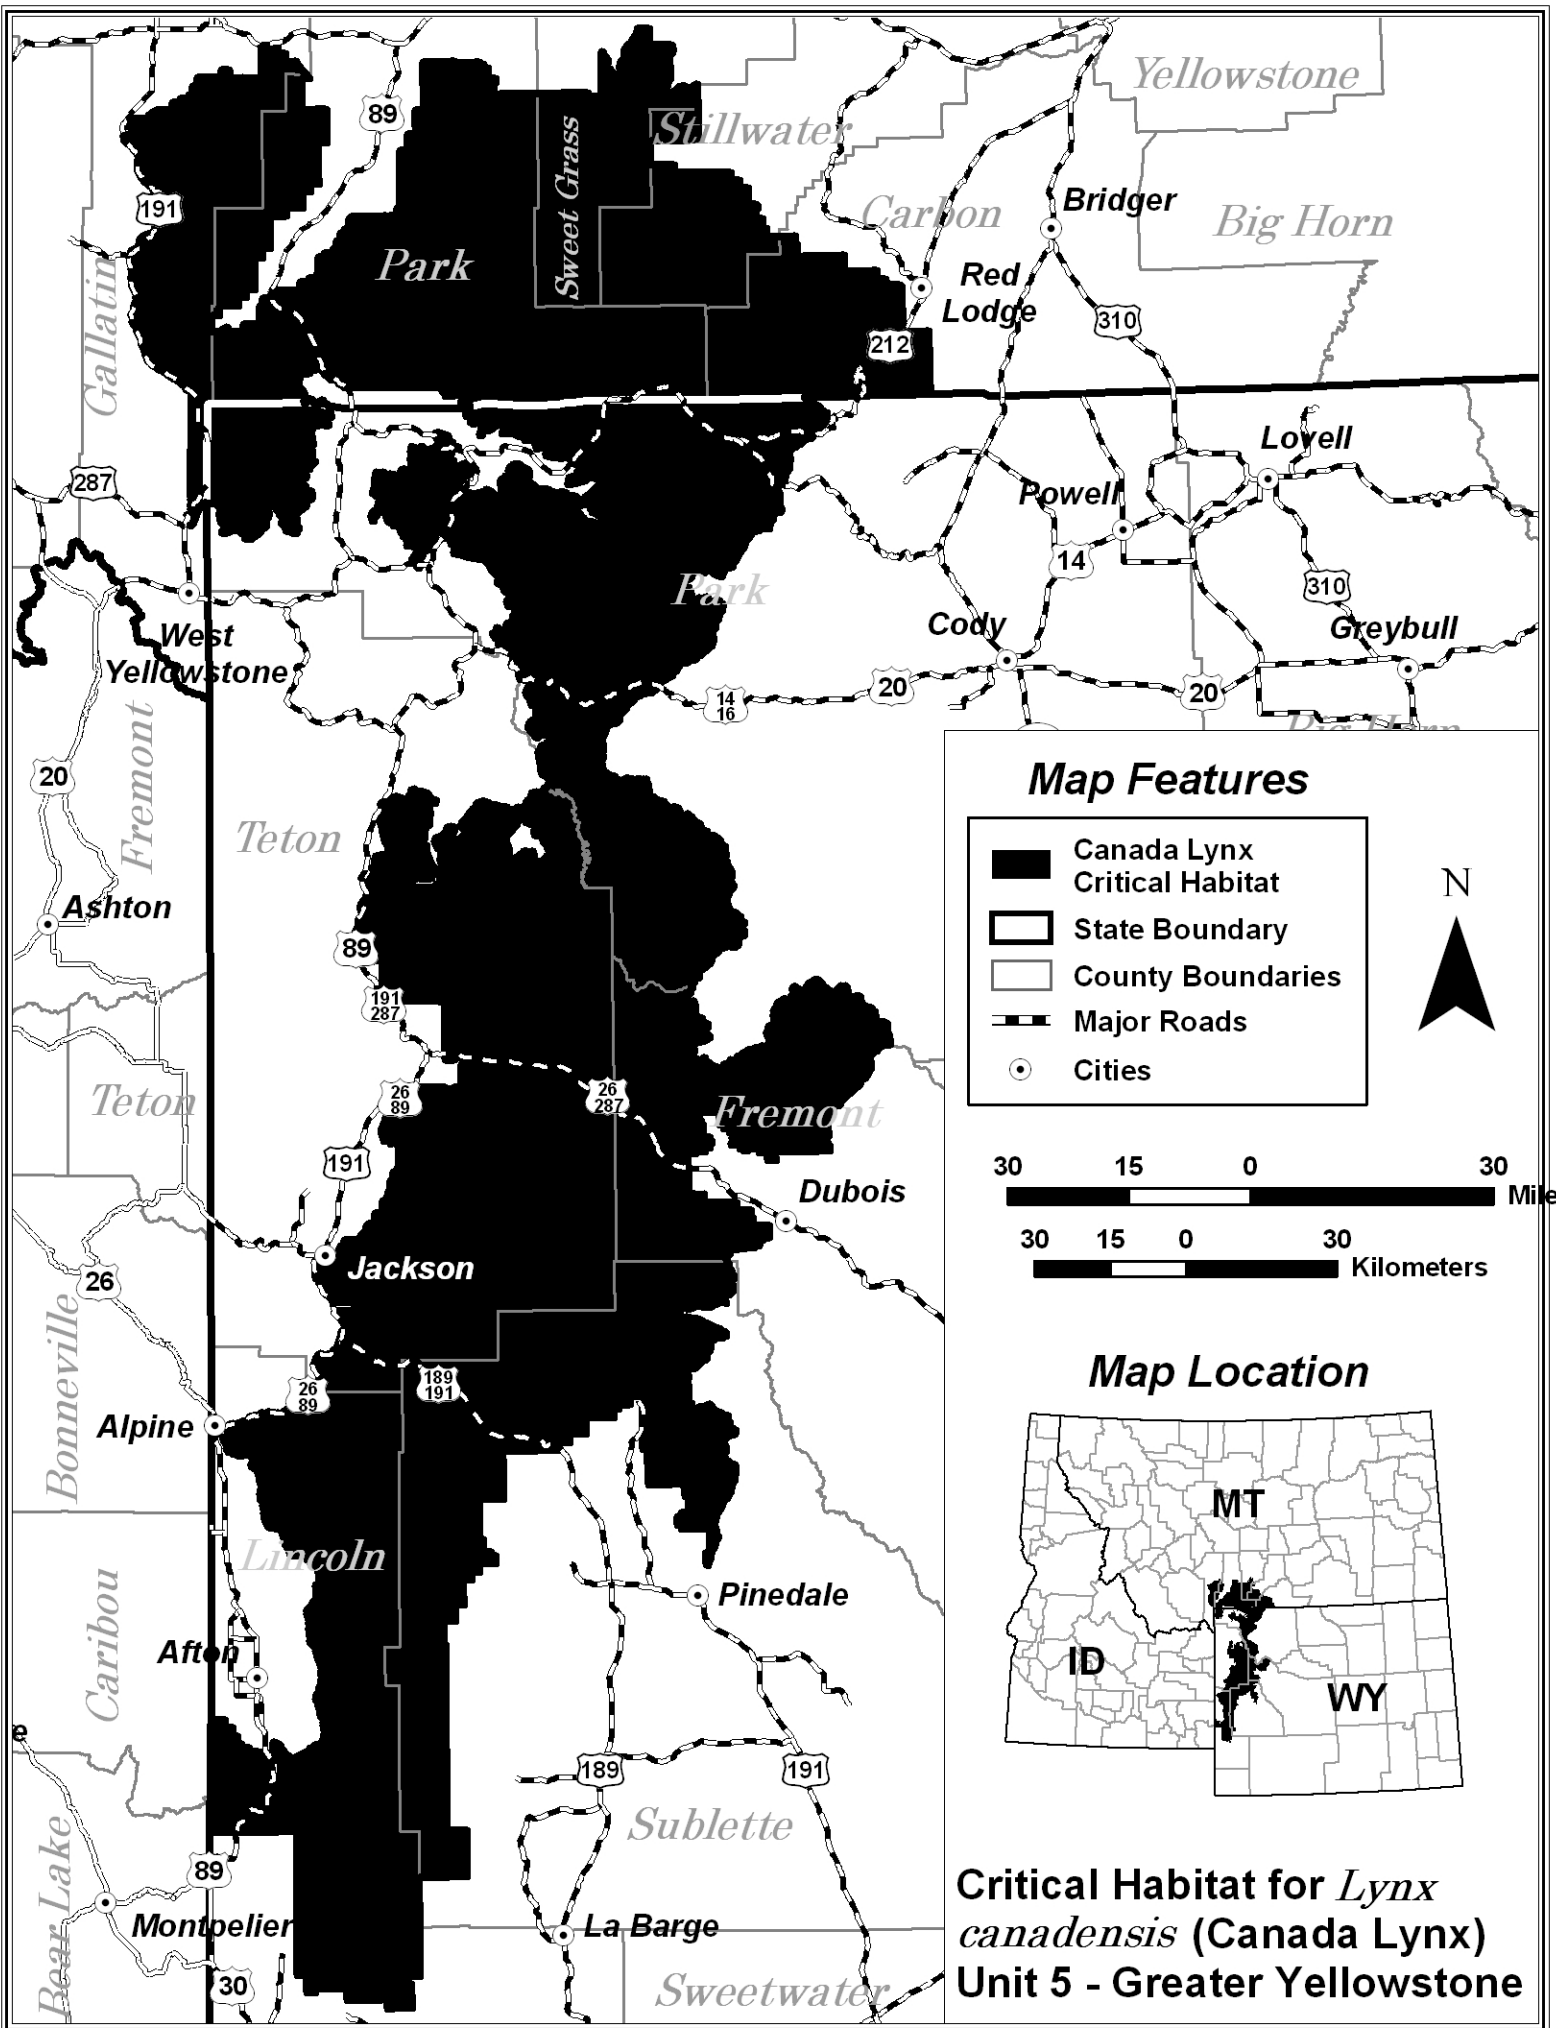 Yellowstone
89
Stillwater
Sweet Grass
191
Bridger
Carbon
Big Horn
Park
Gallatin
Red
Lodge
310
212
Lovell
287
Powell
14
310
Park
Cody
Greybull
West
Yellowstone
20
20
14
16
Fremont
20
Map Features
Canada Lynx
Critical Habitat
State Boundary
County Boundaries
Major Roads
Cities
N
Teton
Ashton
89
191
287
Teton
26
89
26
287
Fremont
191
Dubois
30 15 0 30
30 15 0 30
Kilometers
Jackson
26
Bonneville
Map Location
189
191
26
89
Alpine
MT
ID
WY
Lincoln
Caribou
Pinedale
Afton
e
189
191
Sublette
Bear Lake
89
Montpelier
La Barge
30
Sweetwater
Critical Habitat for Lynx
canadensis (Canada Lynx)
Unit 5 - Greater Yellowstone